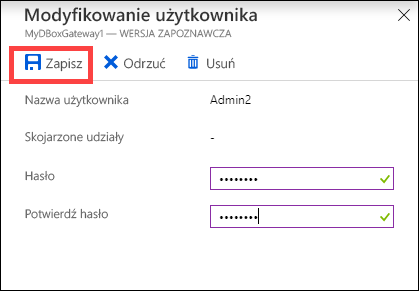 Modyfikowanie użytkownika
MyDBoxGateway1 — WERSJA ZAPOZNAWCZA
Zapisz Odrzuć Usuń
Nazwa użytkownika Admin2
Skojarzone udziały -
Hasło ••••••••
Potwierdź hasło ••••••••